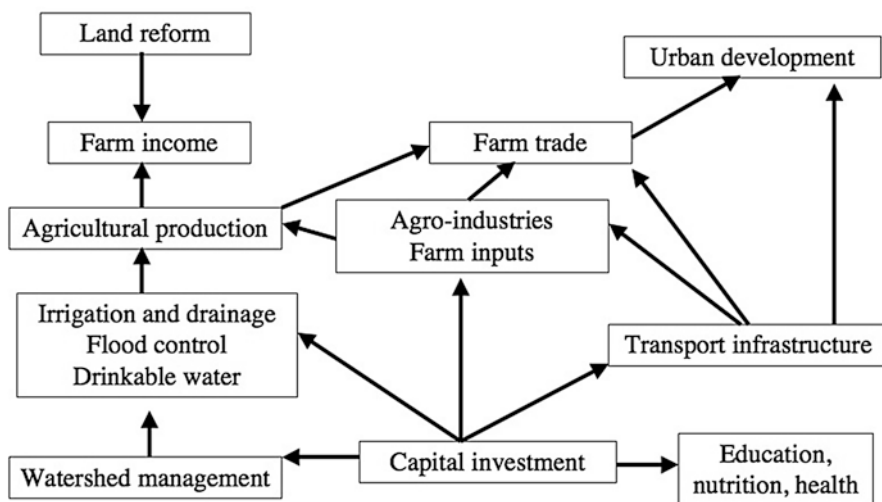 Land reform
Urban development
Farm income
Farm trade
Agricultural production
Agro-industries
Farm inputs
Irrigation and drainage
Flood control
Drinkable water
Transport infrastructure
Watershed management
Capital investment
Education,
nutrition, health